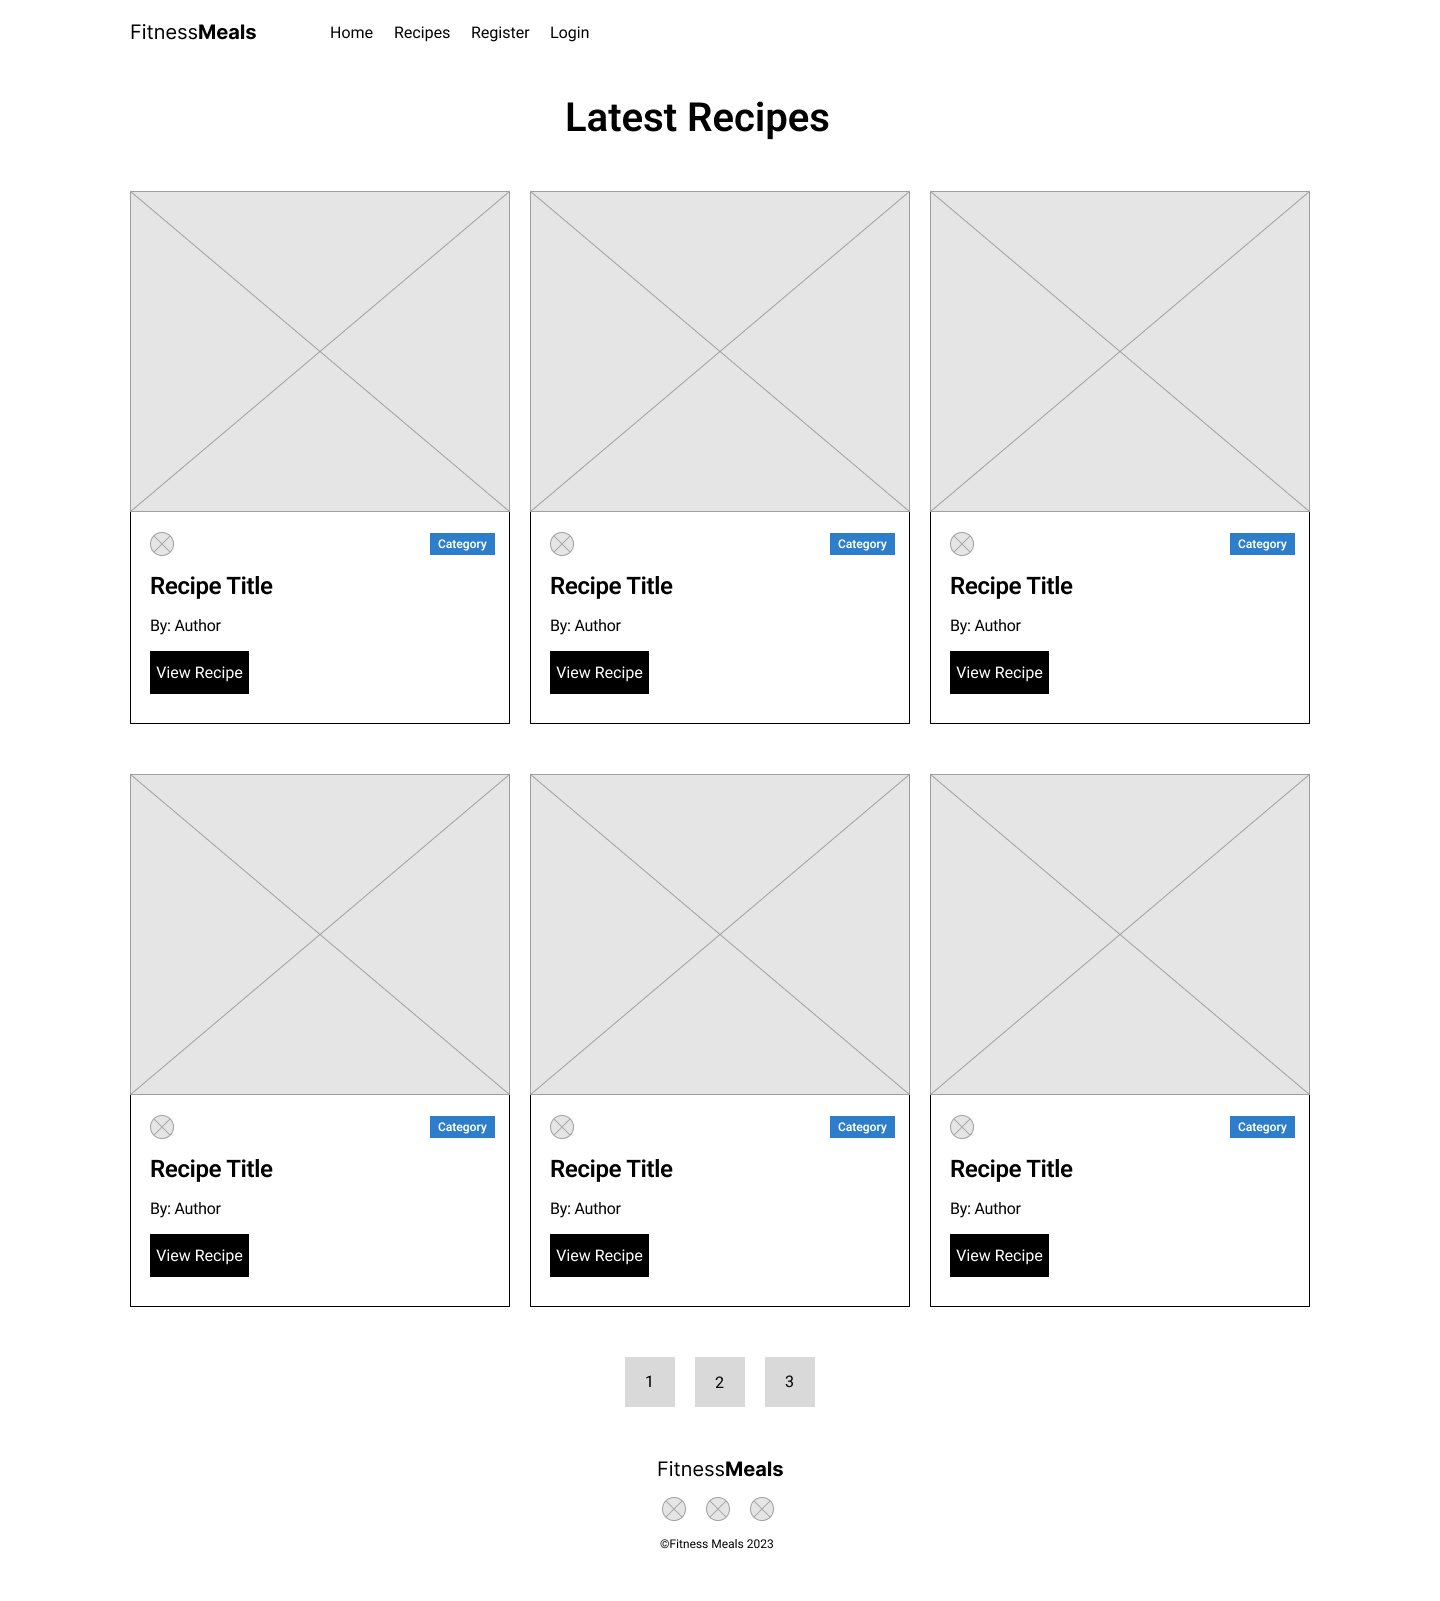 FitnessMeals Home Recipes Register Login
Latest Recipes
Category Category Category
Recipe Title Recipe Title Recipe Title
By: Author By: Author By: Author
View Recipe View Recipe View Recipe
Category Category Category
Recipe Title Recipe Title Recipe Title
By: Author By: Author By: Author
View Recipe View Recipe View Recipe
1 2 3
FitnessMeals
©Fitness Meals 2023